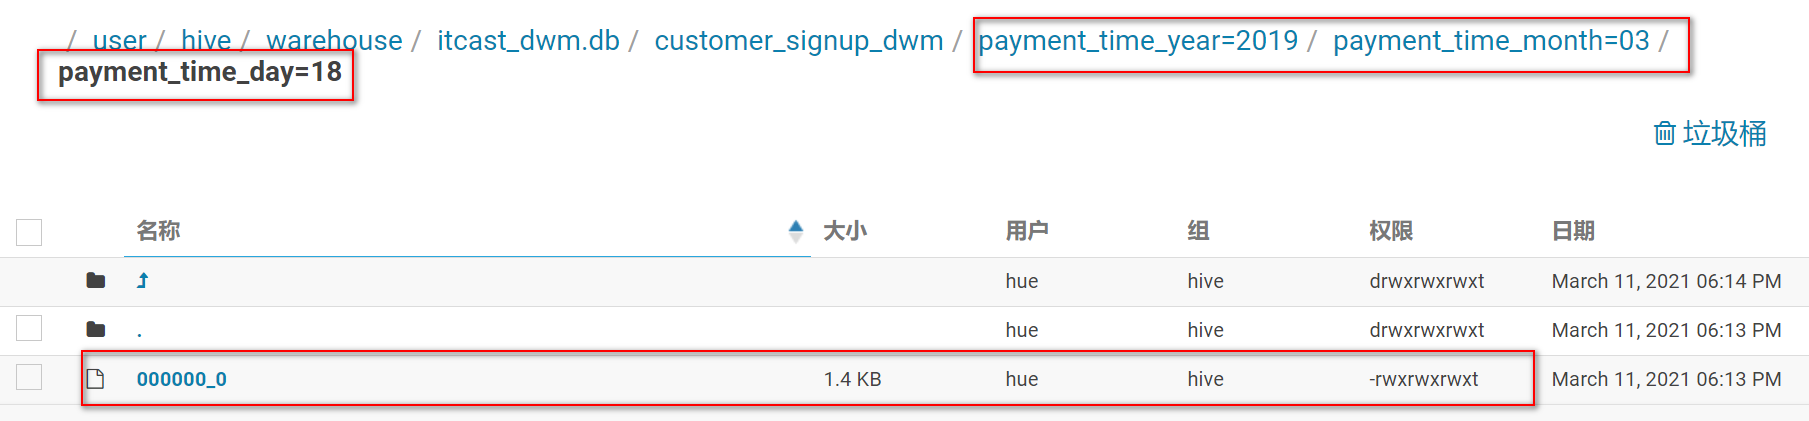 / user / hive / warehouse / itcast_dwm.db / customer_signup_dwm / payment_time_year=2019 / payment_time_month=03 /
payment_time_day=18
垃圾桶
名称 大小 用户 组 权限 日期
hue hive drwxrwxrwxt March 11, 2021 06:14 PM
. hue hive drwxrwxrwxt March 11, 2021 06:13 PM
000000_0 1.4 KB hue hive -rwxrwxrwxt March 11, 2021 06:13 PM